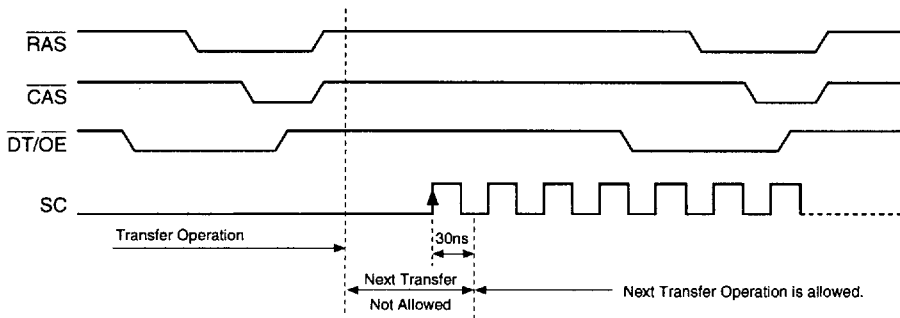 RAS
CAS
DT/OE
SC
Transfer Operation
30ns
Next Transfer
Not Allowed
Next Transfer Operation is allowed.